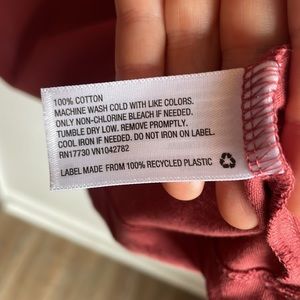 100% COTTON
MACHINE WASH COLD WITH LIKE COLORS.
ONLY NON-CHLORINE BLEACH IF NEEDED.
TUMBLE DRY LOW. REMOVE PROMPTLY.
COOL IRON IF NEEDED. DO NOT IRON ON LABEL.
RN17730 VN1042782
LABEL MADE FROM 100% RECYCLED PLASTIC